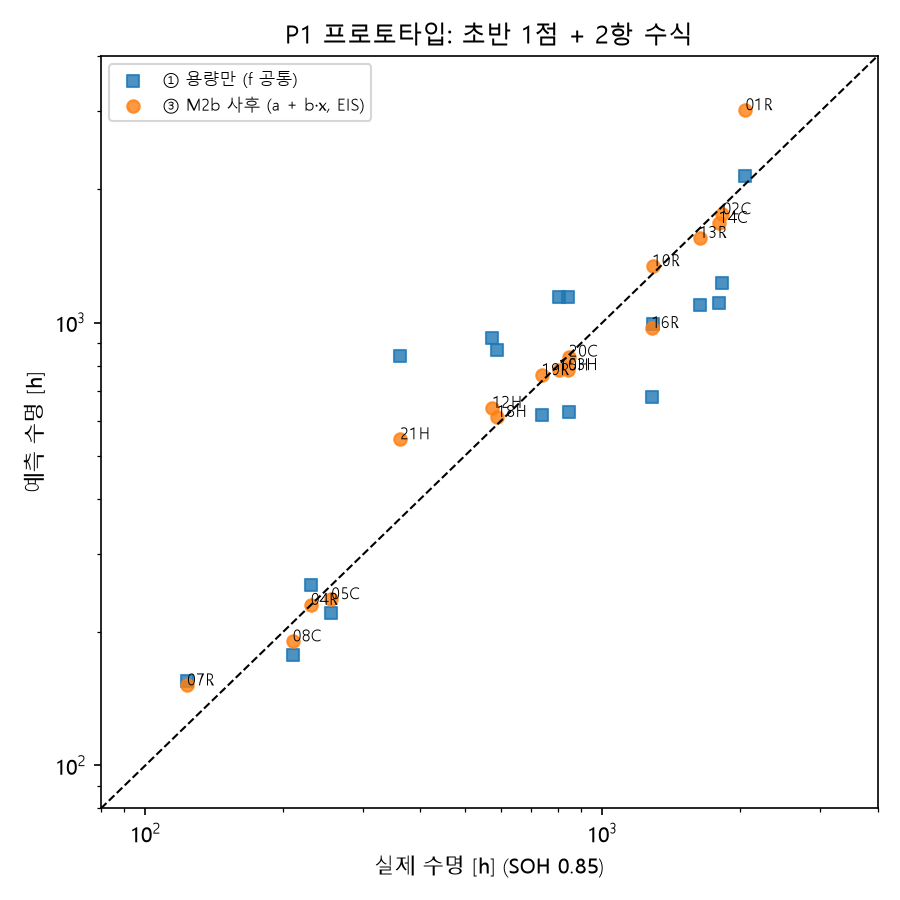 P1 프로토타입: 초반 1점 + 2항 수식
① 용량만 (f 공통)
③ M2b 사후 (a + b·x, EIS)
01R
02C
14C
13R
10R
16R
20C
03H
19R
12H
18H
21H
05C
04R
08C
07R
10³
10²
10²
10³
예측 수명 [h]
실제 수명 [h] (SOH 0.85)